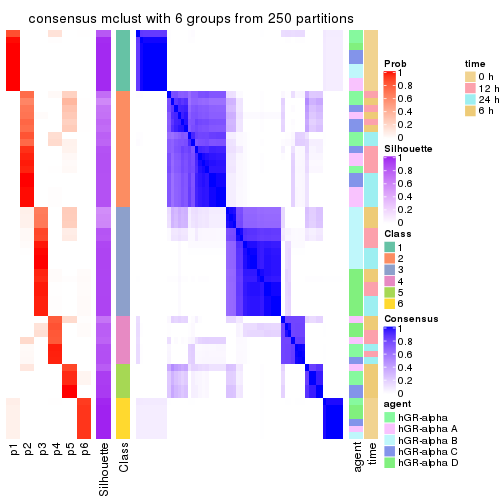 consensus mclust with 6 groups from 250 partitions
Prob
1
0.8
0.6
0.4
0.2
0
time
0 h
12 h
24 h
6 h
Silhouette
1
0.8
0.6
0.4
0.2
0
Class
1
2
3
4
5
6
Consensus
1
0.8
0.6
0.4
0.2
0
agent
hGR-alpha
hGR-alpha A
hGR-alpha B
hGR-alpha C
hGR-alpha D
p1
p2
p3
p4
p5
p6
Silhouette
Class
agent
time